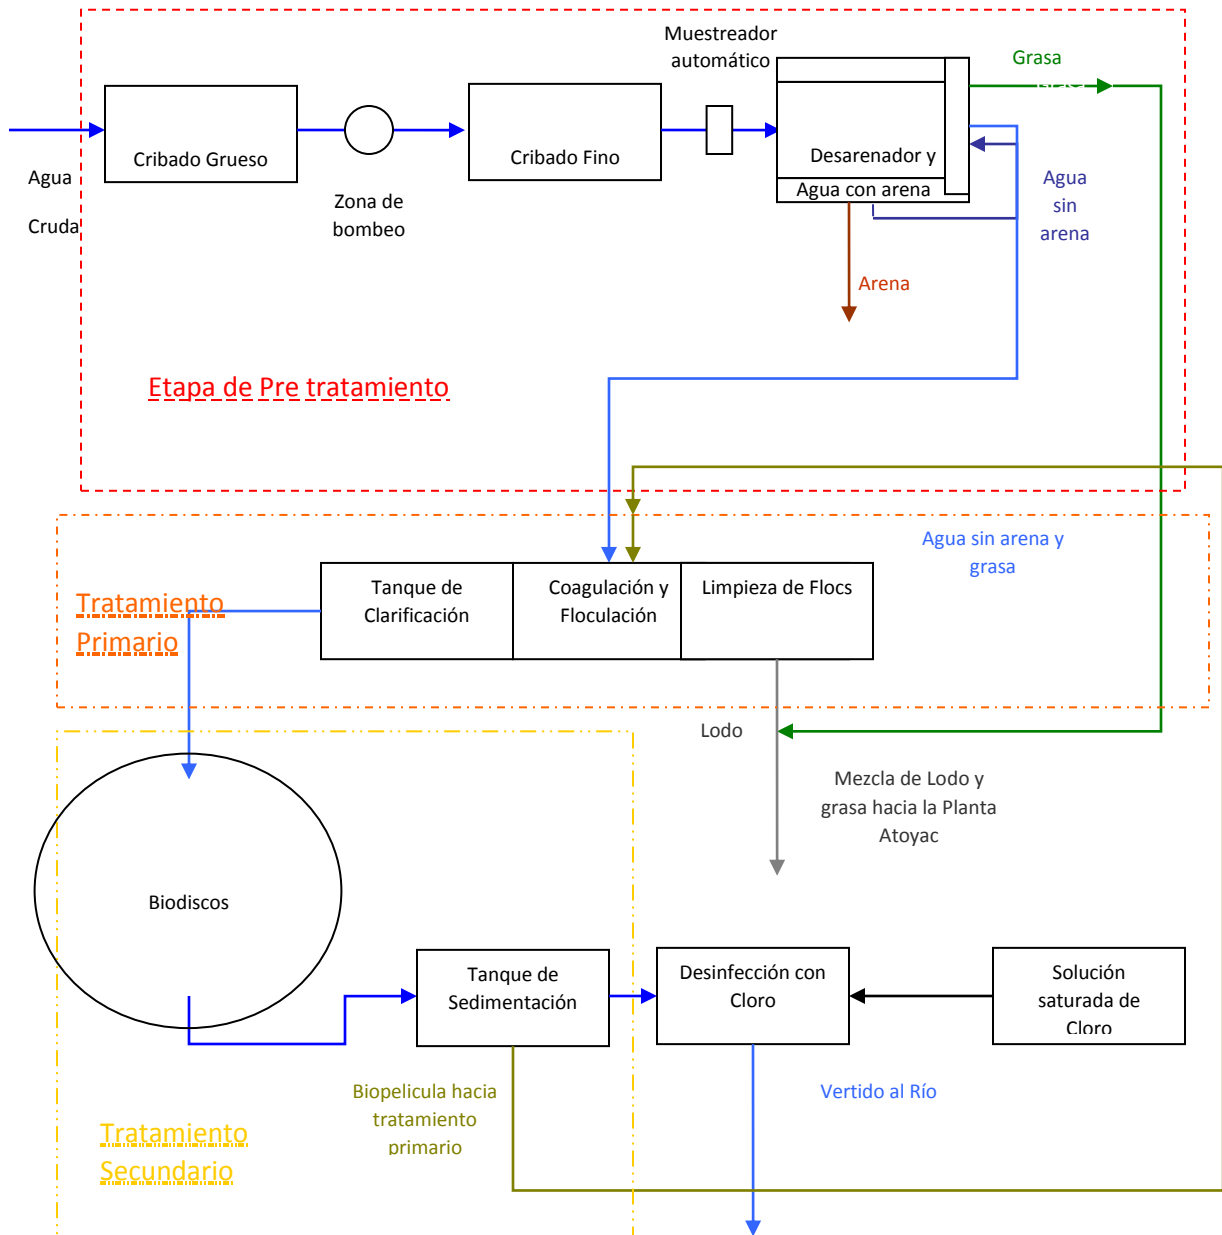 Muestreador
automático
Grasa
Cribado Grueso
Cribado Fino
Desarenador y
Agua con arena
Agua
Cruda
Zona de
bombeo
Agua
sin
arena
Arena
Etapa de Pre tratamiento
Agua sin arena y
grasa
Tratamiento
Primario
Tanque de
Clarificación
Coagulación y
Floculación
Limpieza de Flocs
Lodo
Mezcla de Lodo y
grasa hacia la Planta
Atoyac
Biodiscos
Tanque de
Sedimentación
Desinfección con
Cloro
Solución
saturada de
Cloro
Biopelicula hacia
tratamiento
primario
Vertido al Río
Tratamiento
Secundario